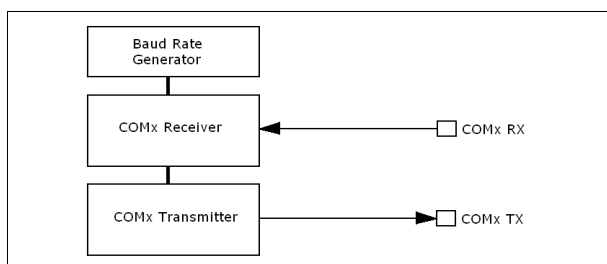 Baud Rate
Generator
COMx Receiver
COMx RX
COMx Transmitter
COMx TX